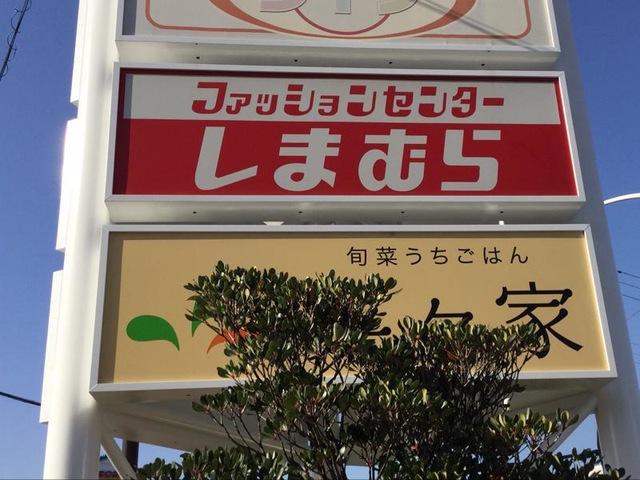 ファッションセンター
しまむら
旬菜うちごはん
家